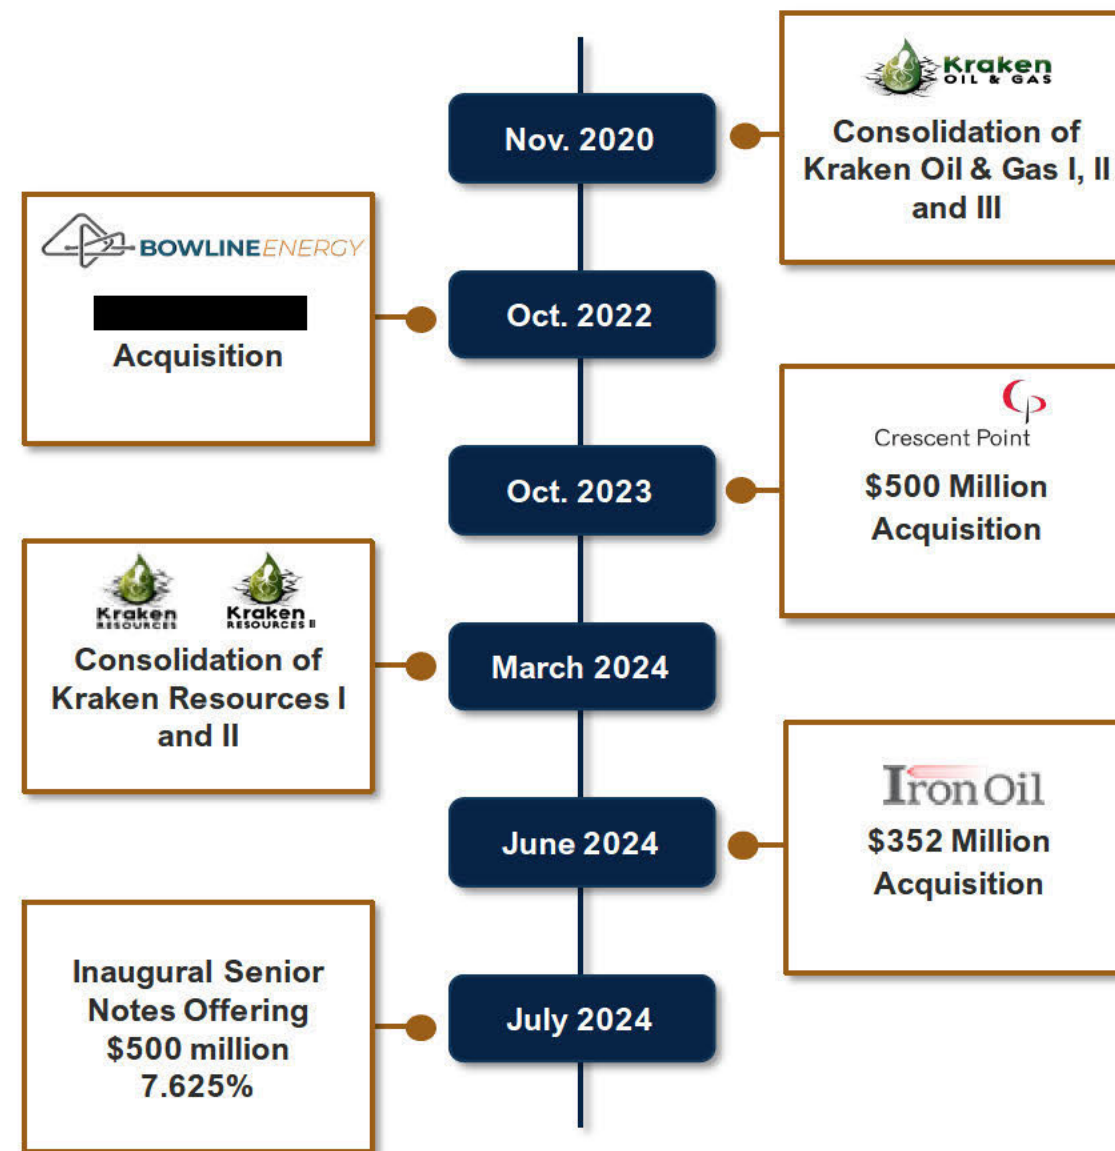 Kraken
OIL & GAS
Consolidation of
Kraken Oil & Gas I, II
and III
Nov. 2020
BOWLINEENERGY
Acquisition
Oct. 2022
Crescent Point
$500 Million
Acquisition
Oct. 2023
Kraken
RESOURCES
Kraken
RESOURCES II
Consolidation of
Kraken Resources I
and II
March 2024
Iron Oil
$352 Million
Acquisition
June 2024
Inaugural Senior
Notes Offering
$500 million
7.625%
July 2024